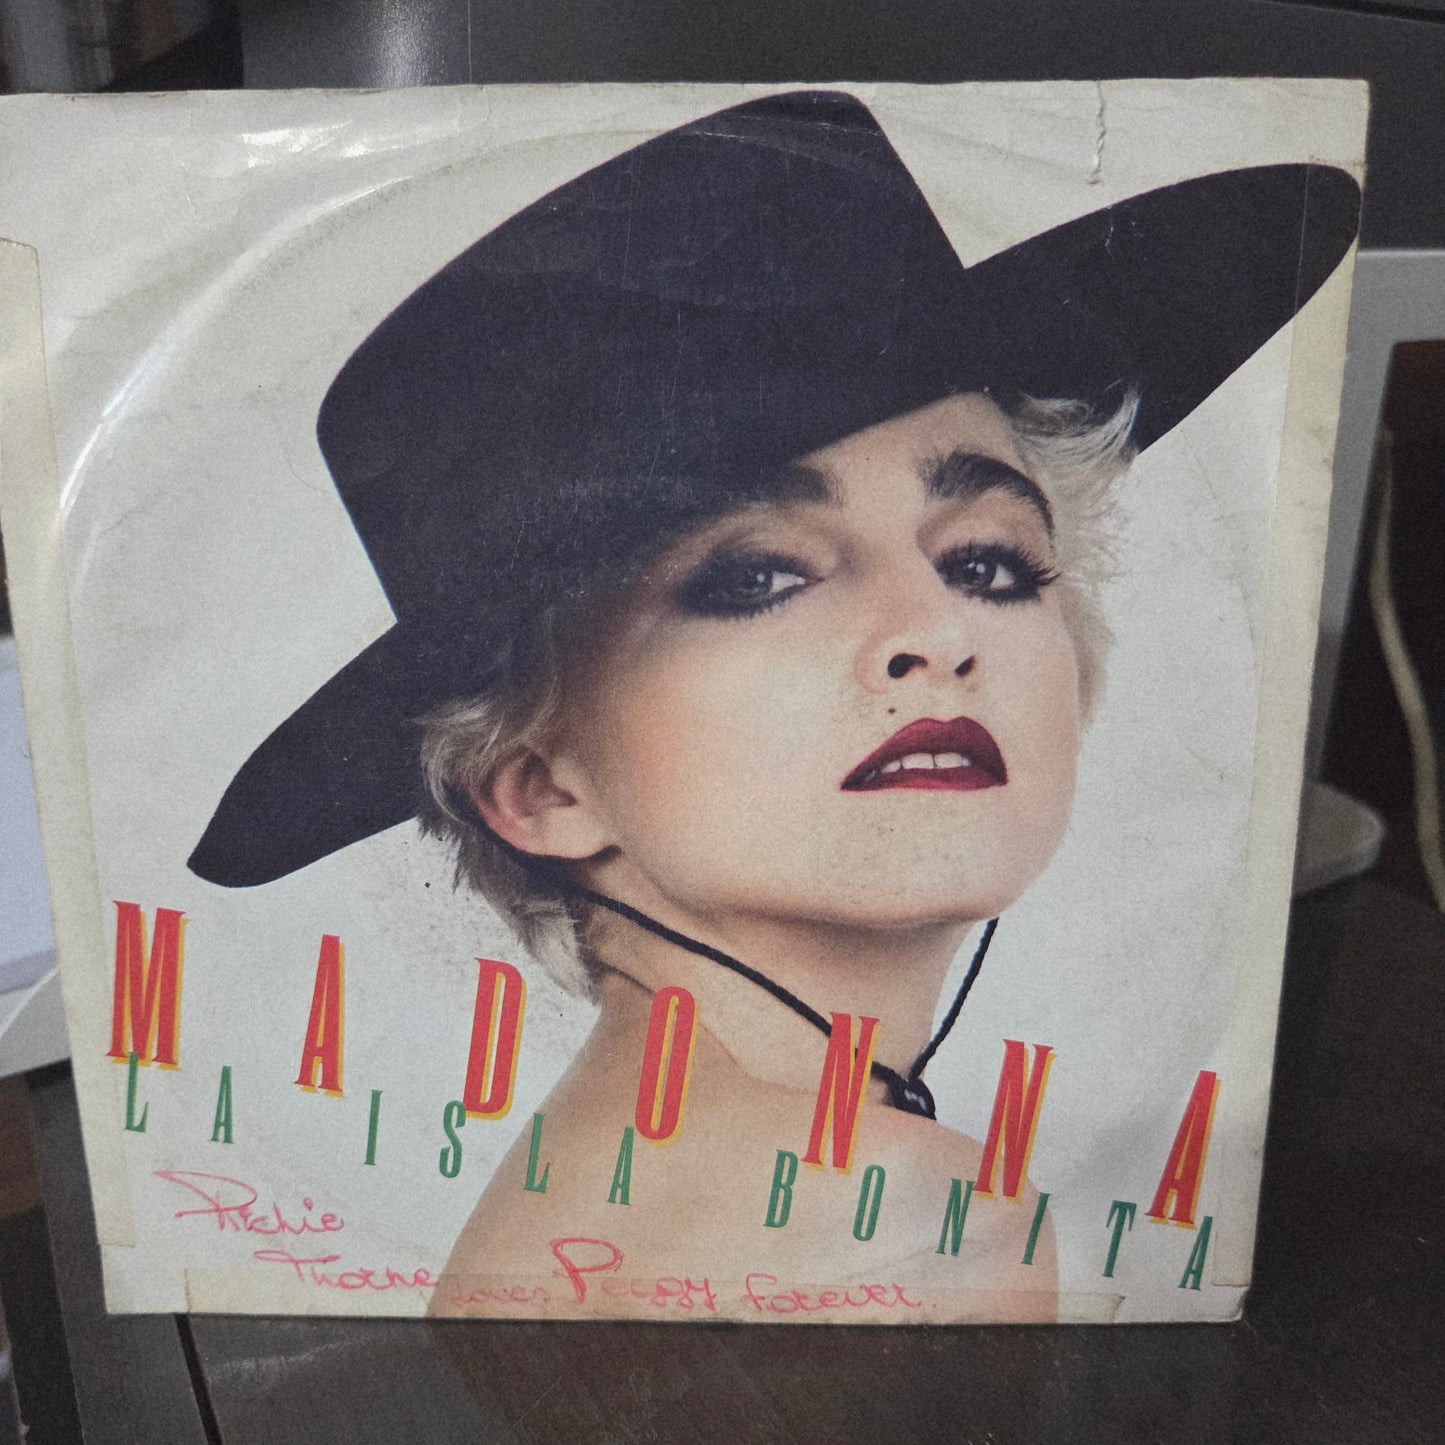 MADONNA
LA ISLA BONITA
Richie
Thorne Loves Peggy Forever.